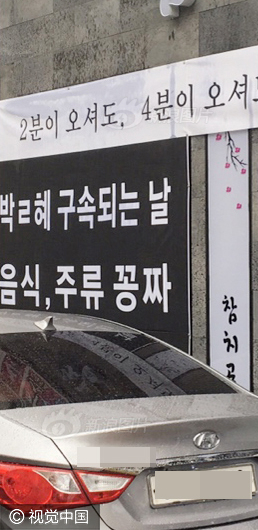 2분이 오셔도, 4분이 오셔도
박ㄹ혜 구속되는 날
음식, 주류 꽁짜
참치
©视觉中国